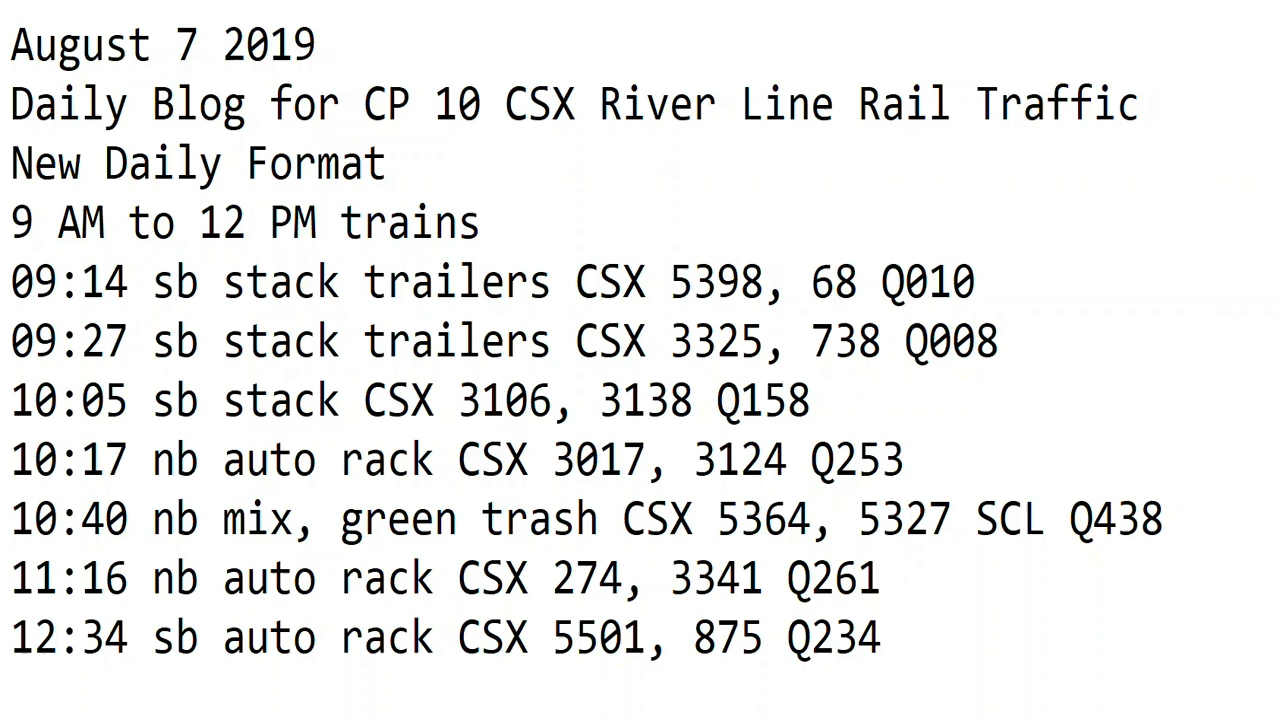 August 7 2019
Daily Blog for CP 10 CSX River Line Rail Traffic
New Daily Format
9 AM to 12 PM trains
09:14 sb stack trailers CSX 5398, 68 Q010
09:27 sb stack trailers CSX 3325, 738 Q008
10:05 sb stack CSX 3106, 3138 Q158
10:17 nb auto rack CSX 3017, 3124 Q253
10:40 nb mix, green trash CSX 5364, 5327 SCL Q438
11:16 nb auto rack CSX 274, 3341 Q261
12:34 sb auto rack CSX 5501, 875 Q234